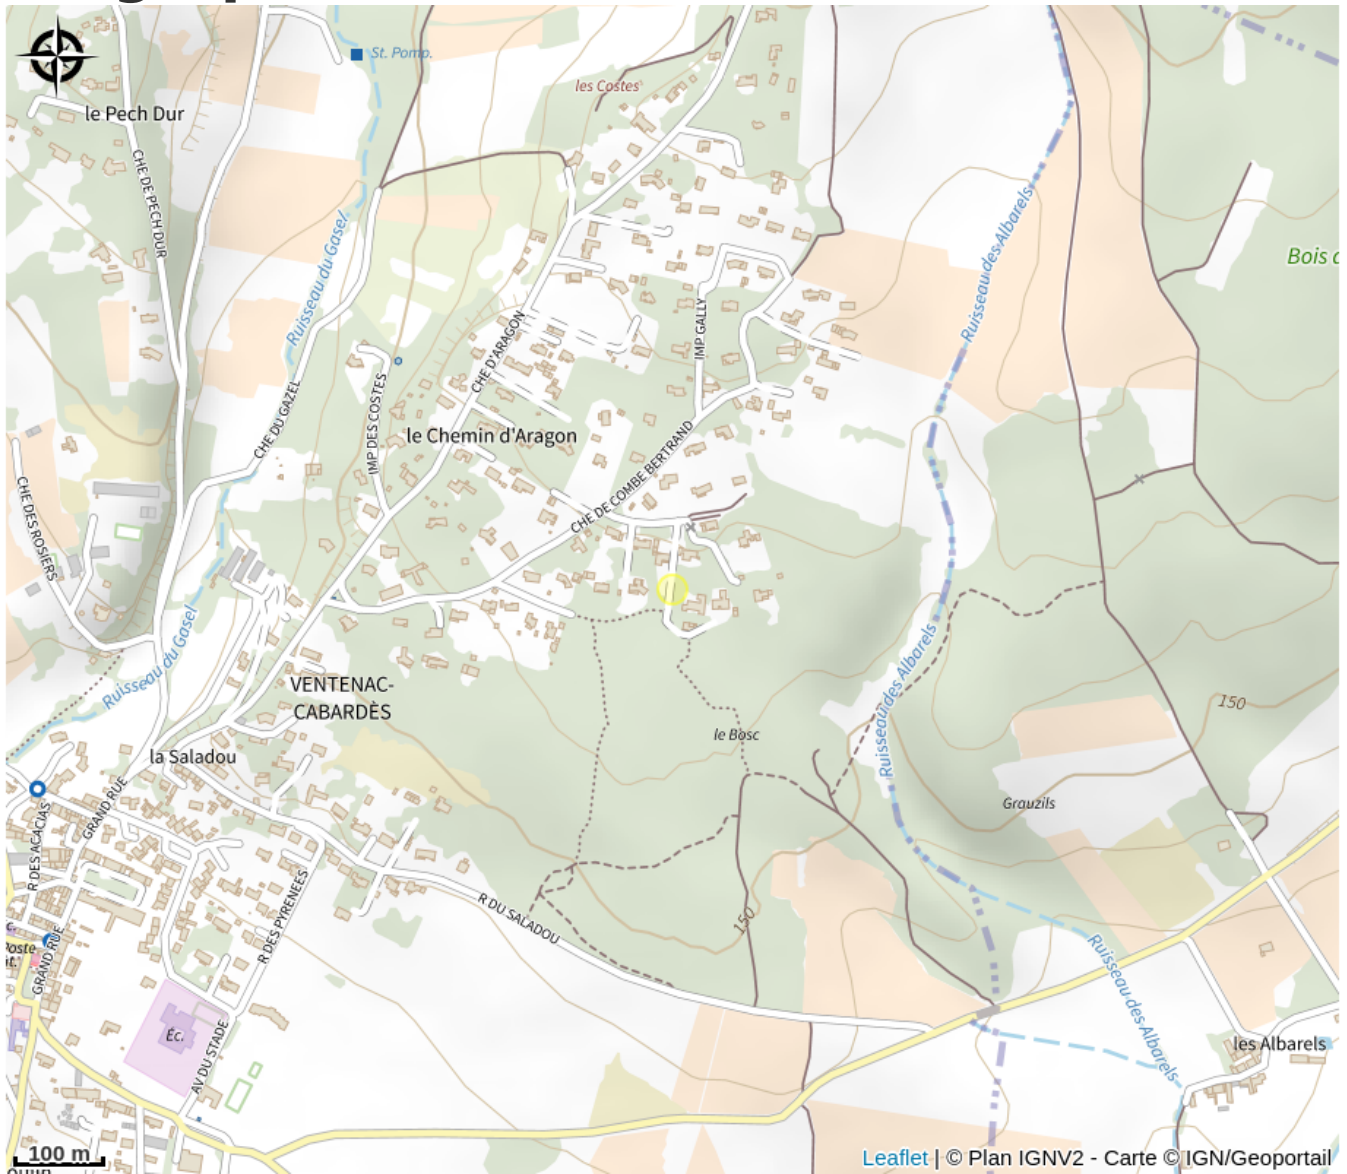 St. Pomp.
les Costes
le Pech Dur
CHE DE PECH DUR
Ruisseau du Gasel
Ruisseau des Albarels
Bois d
Ruisseau des Albarels
IMP GALLY
CHE D'ARAGON
CHE DU GAZEL
IMP DES COSTES
le Chemin d'Aragon
CHE DE COMBE BERTRAND
CHE DES ROSIERS
Ruisseau du Gasel
Ruisseau des Albarels
VENTENAC-
CABARDÈS
150
le Bosc
la Saladou
Grauzils
GRAND RUE
R DES ACACIAS
R DES PYRENEES
R DU SALADOU
150
Poste
GRAND RUE
Ruisseau des Albarels
Éc.
AV DU STADE
les Albarels
100 m
Leaflet | © Plan IGNV2 - Carte © IGN/Geoportail